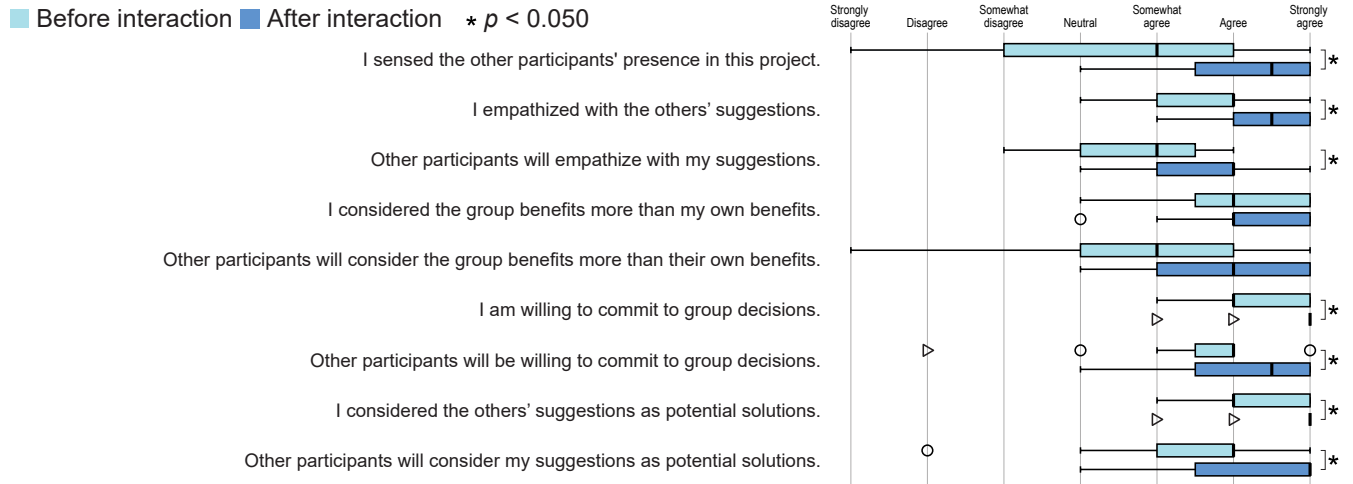 Before interaction After interaction * p < 0.050
Strongly disagree Disagree Somewhat disagree Neutral Somewhat agree Agree Strongly agree
I sensed the other participants' presence in this project. *
I empathized with the others’ suggestions. *
Other participants will empathize with my suggestions. *
I considered the group benefits more than my own benefits.
Other participants will consider the group benefits more than their own benefits.
I am willing to commit to group decisions. *
Other participants will be willing to commit to group decisions. *
I considered the others’ suggestions as potential solutions. *
Other participants will consider my suggestions as potential solutions. *